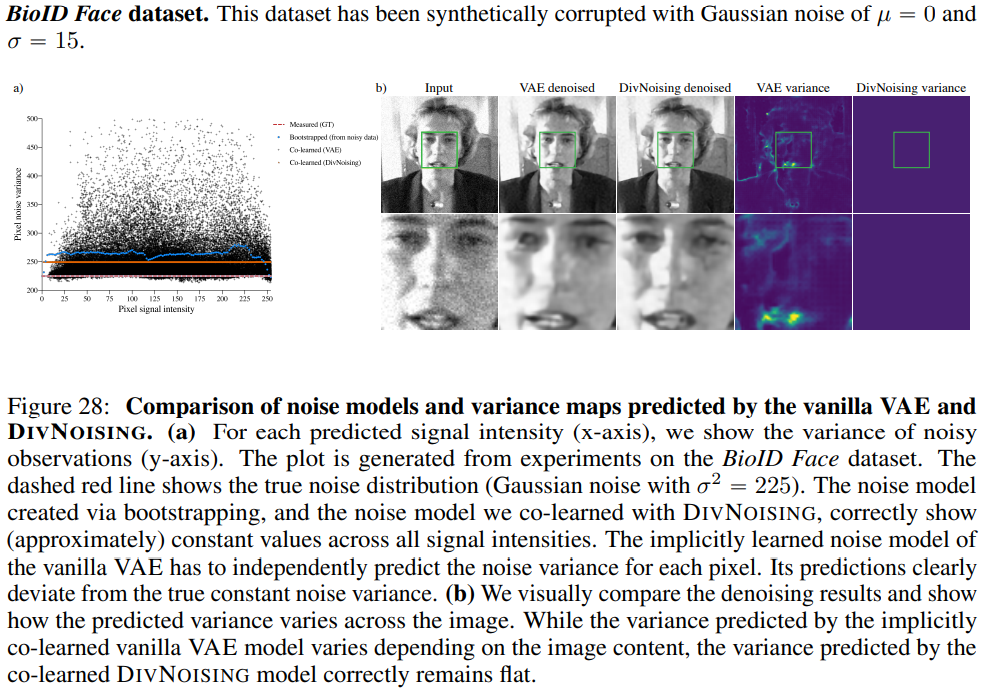 BioID Face dataset. This dataset has been synthetically corrupted with Gaussian noise of μ = 0 and
σ = 15.
a)
500
450
400
350
300
250
200
Pixel noise variance
0 25 50 75 100 125 150 175 200 225 250
Pixel signal intensity
Measured (GT)
Bootstrapped (from noisy data)
Co-learned (VAE)
Co-learned (DivNoising)
b) Input VAE denoised DivNoising denoised VAE variance DivNoising variance
Figure 28: Comparison of noise models and variance maps predicted by the vanilla VAE and
DIVNOISING. (a) For each predicted signal intensity (x-axis), we show the variance of noisy
observations (y-axis). The plot is generated from experiments on the BioID Face dataset. The
dashed red line shows the true noise distribution (Gaussian noise with σ² = 225). The noise model
created via bootstrapping, and the noise model we co-learned with DIVNOISING, correctly show
(approximately) constant values across all signal intensities. The implicitly learned noise model of
the vanilla VAE has to independently predict the noise variance for each pixel. Its predictions clearly
deviate from the true constant noise variance. (b) We visually compare the denoising results and show
how the predicted variance varies across the image. While the variance predicted by the implicitly
co-learned vanilla VAE model varies depending on the image content, the variance predicted by the
co-learned DIVNOISING model correctly remains flat.